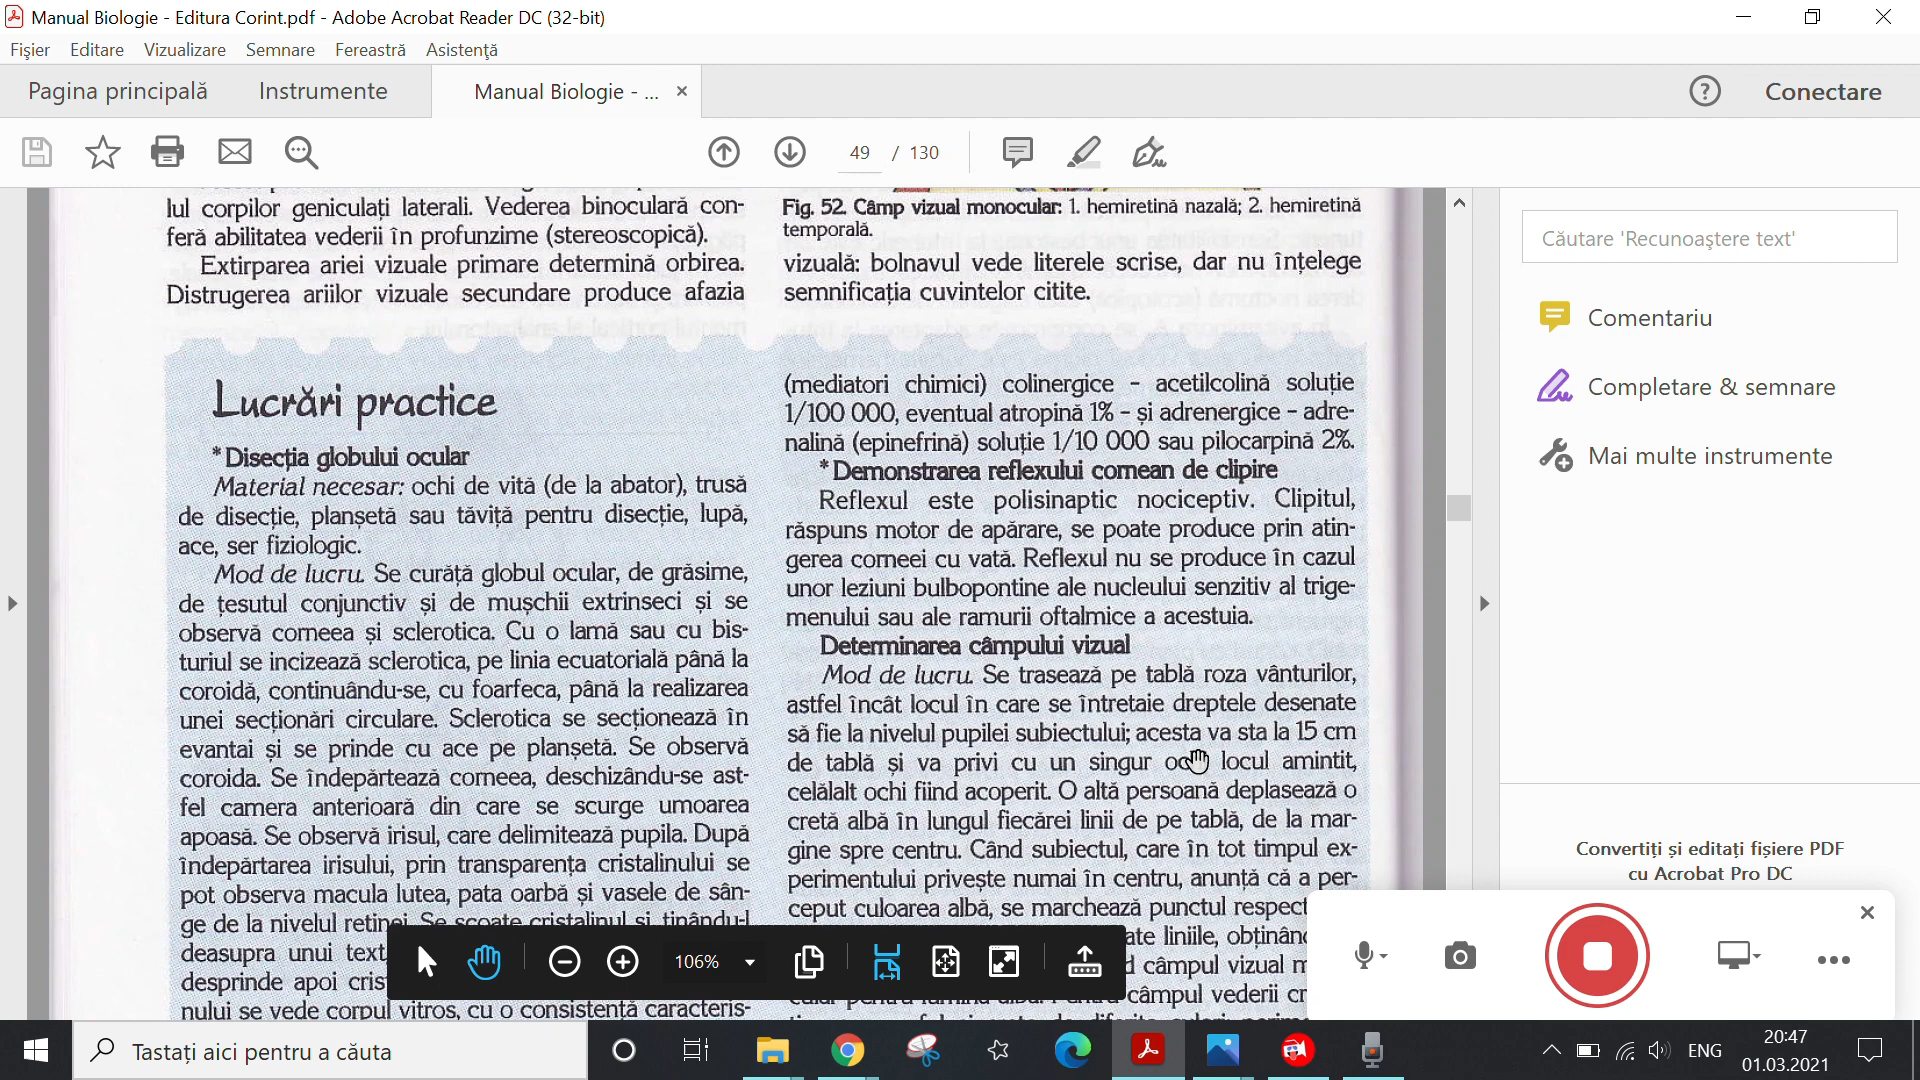 Manual Biologie - Editura Corint.pdf - Adobe Acrobat Reader DC (32-bit)
Fișier Editare Vizualizare Semnare Fereastră Asistență
Pagina principală Instrumente Manual Biologie - ... Conectare
49 / 130
lul corpilor geniculați laterali. Vederea binoculară con-
feră abilitatea vederii în profunzime (stereoscopică).
Extirparea ariei vizuale primare determină orbirea.
Distrugerea ariilor vizuale secundare produce afazia
Fig. 52. Câmp vizual monocular: 1. hemiretină nazală; 2. hemiretină
temporală.
vizuală: bolnavul vede literele scrise, dar nu înțelege
semnificația cuvintelor citite.
Lucrări practice
*Disecția globului ocular
Material necesar: ochi de vită (de la abator), trusă
de disecție, planșetă sau tăviță pentru disecție, lupă,
ace, ser fiziologic.
Mod de lucru. Se curăță globul ocular, de grăsime,
de țesutul conjunctiv și de mușchii extrinseci și se
observă corneea și sclerotica. Cu o lamă sau cu bis-
turiul se incizează sclerotica, pe linia ecuatorială până la
coroidă, continuându-se, cu foarfeca, până la realizarea
unei secționări circulare. Sclerotica se secționează în
evantai și se prinde cu ace pe planșetă. Se observă
coroida. Se îndepărtează corneea, deschizându-se ast-
fel camera anterioară din care se scurge umoarea
apoasă. Se observă irisul, care delimitează pupila. După
îndepărtarea irisului, prin transparența cristalinului se
pot observa macula lutea, pata oarbă și vasele de sân-
ge de la nivelul retinei. Se scoate cristalinul și ținându-l
deasupra unui text
desprinde apoi cris
nului se vede corpul vitros, cu o consistență caracteris-
(mediatori chimici) colinergice - acetilcolină soluție
1/100 000, eventual atropină 1% - și adrenergice - adre-
nalină (epinefrină) soluție 1/10 000 sau pilocarpină 2%.
*Demonstrarea reflexului cornean de clipire
Reflexul este polisinaptic nociceptiv. Clipitul,
răspuns motor de apărare, se poate produce prin atin-
gerea corneei cu vată. Reflexul nu se produce în cazul
unor leziuni bulbopontine ale nucleului senzitiv al trige-
menului sau ale ramurii oftalmice a acestuia.
Determinarea câmpului vizual
Mod de lucru. Se trasează pe tablă roza vânturilor,
astfel încât locul în care se întretaie dreptele desenate
să fie la nivelul pupilei subiectului; acesta va sta la 15 cm
de tablă și va privi cu un singur locul amintit,
celălalt ochi fiind acoperit. O altă persoană deplasează o
cretă albă în lungul fiecărei linii de pe tablă, de la mar-
gine spre centru. Când subiectul, care în tot timpul ex-
perimentului privește numai în centru, anunță că a per-
ceput culoarea albă, se marchează punctul respect
ate liniile, obținân
d câmpul vizual m
câmpul vederii cr
Căutare 'Recunoaștere text'
Comentariu
Completare & semnare
Mai multe instrumente
Convertiți și editați fișiere PDF
cu Acrobat Pro DC
106%
Tastați aici pentru a căuta
ENG
20:47
01.03.2021